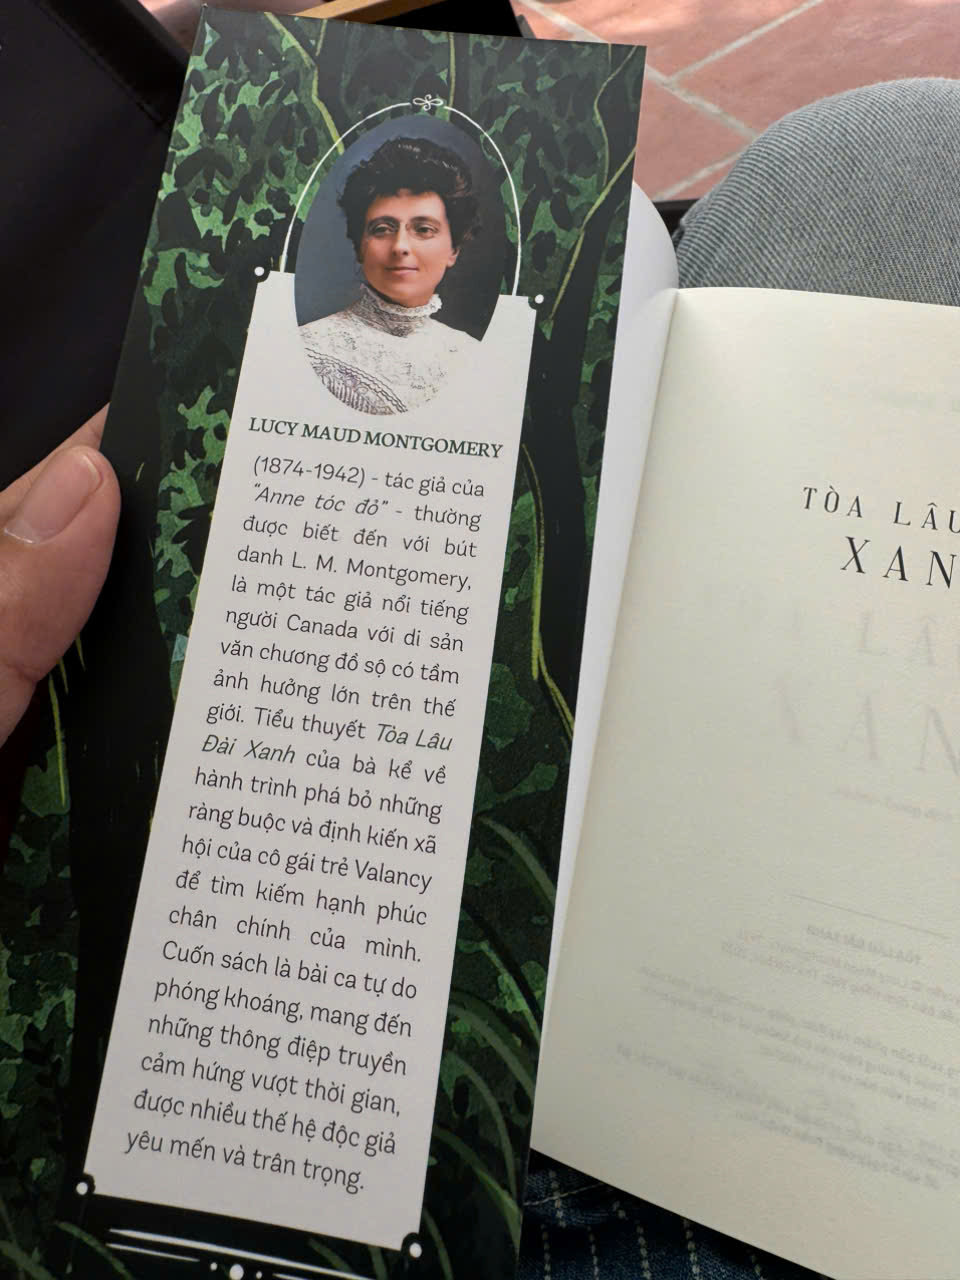 LUCY MAUD MONTGOMERY
(1874-1942) - tác giả của
“Anne tóc đỏ” - thường
được biết đến với bút
danh L. M. Montgomery,
là một tác giả nổi tiếng
người Canada với di sản
văn chương đồ sộ có tầm
ảnh hưởng lớn trên thế
giới. Tiểu thuyết Tòa Lâu
Đài Xanh của bà kể về
hành trình phá bỏ những
ràng buộc và định kiến xã
hội của cô gái trẻ Valancy
để tìm kiếm hạnh phúc
chân chính của mình.
Cuốn sách là bài ca tự do
phóng khoáng, mang đến
những thông điệp truyền
cảm hứng vượt thời gian,
được nhiều thế hệ độc giả
yêu mến và trân trọng.
TÒA LÂU
XAN